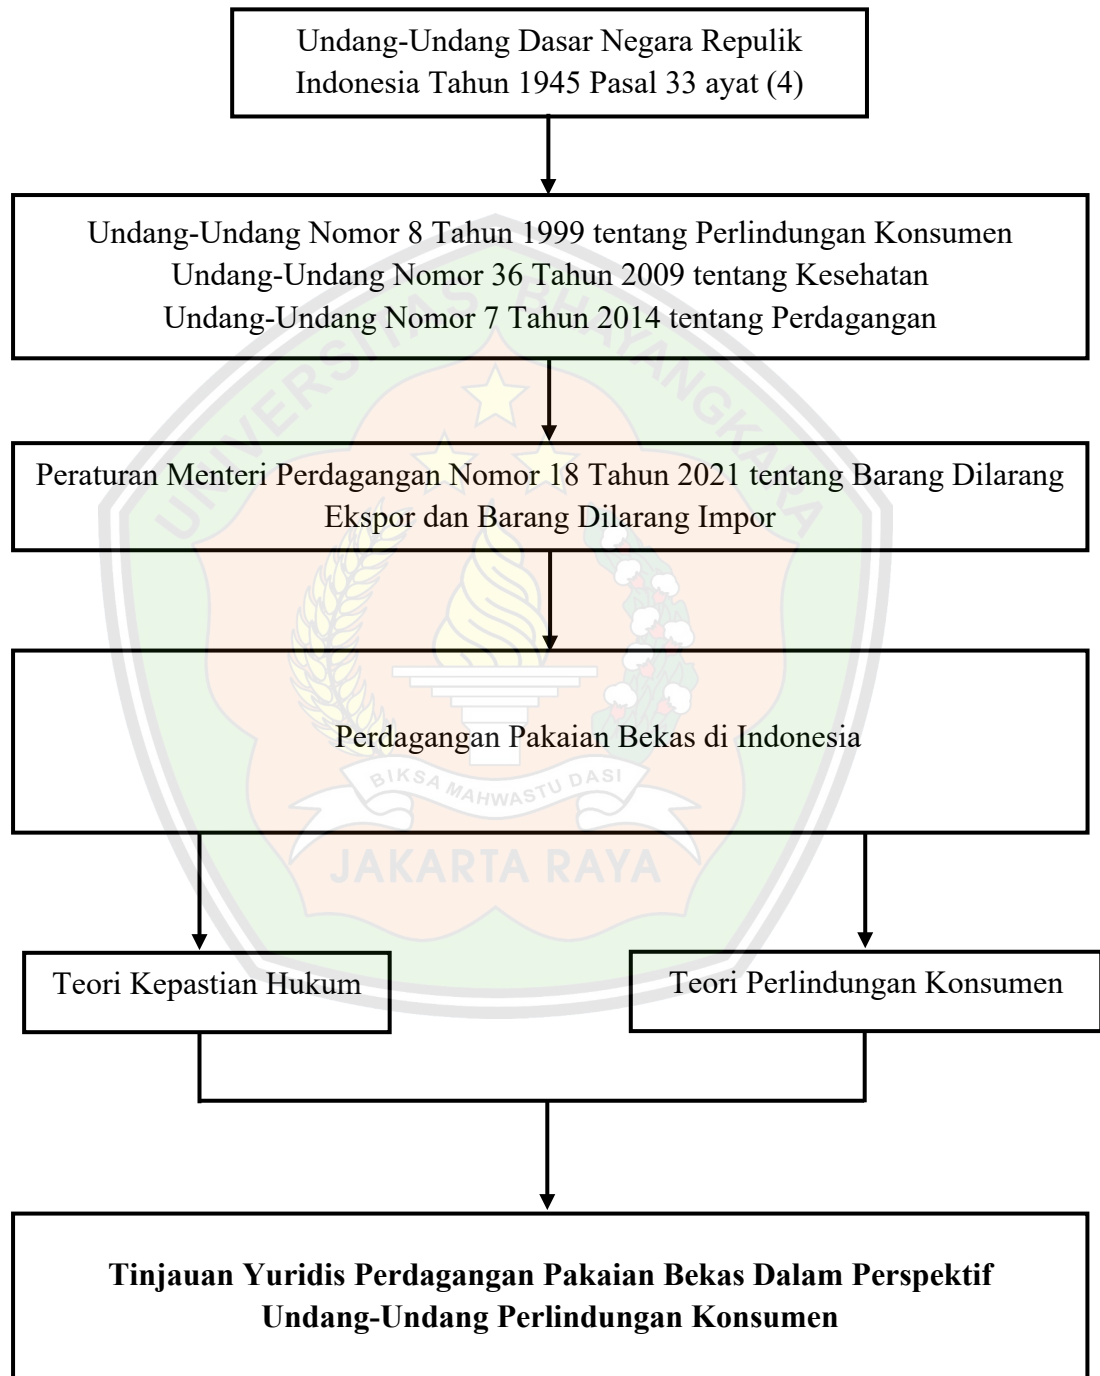 Undang-Undang Dasar Negara Repulik
Indonesia Tahun 1945 Pasal 33 ayat (4)
Undang-Undang Nomor 8 Tahun 1999 tentang Perlindungan Konsumen
Undang-Undang Nomor 36 Tahun 2009 tentang Kesehatan
Undang-Undang Nomor 7 Tahun 2014 tentang Perdagangan
UNIVERSITAS BHAYANGKARA
Peraturan Menteri Perdagangan Nomor 18 Tahun 2021 tentang Barang Dilarang
Ekspor dan Barang Dilarang Impor
Perdagangan Pakaian Bekas di Indonesia
BIKSA MAHWASTU DASI
JAKARTA RAYA
Teori Kepastian Hukum
Teori Perlindungan Konsumen
Tinjauan Yuridis Perdagangan Pakaian Bekas Dalam Perspektif
Undang-Undang Perlindungan Konsumen